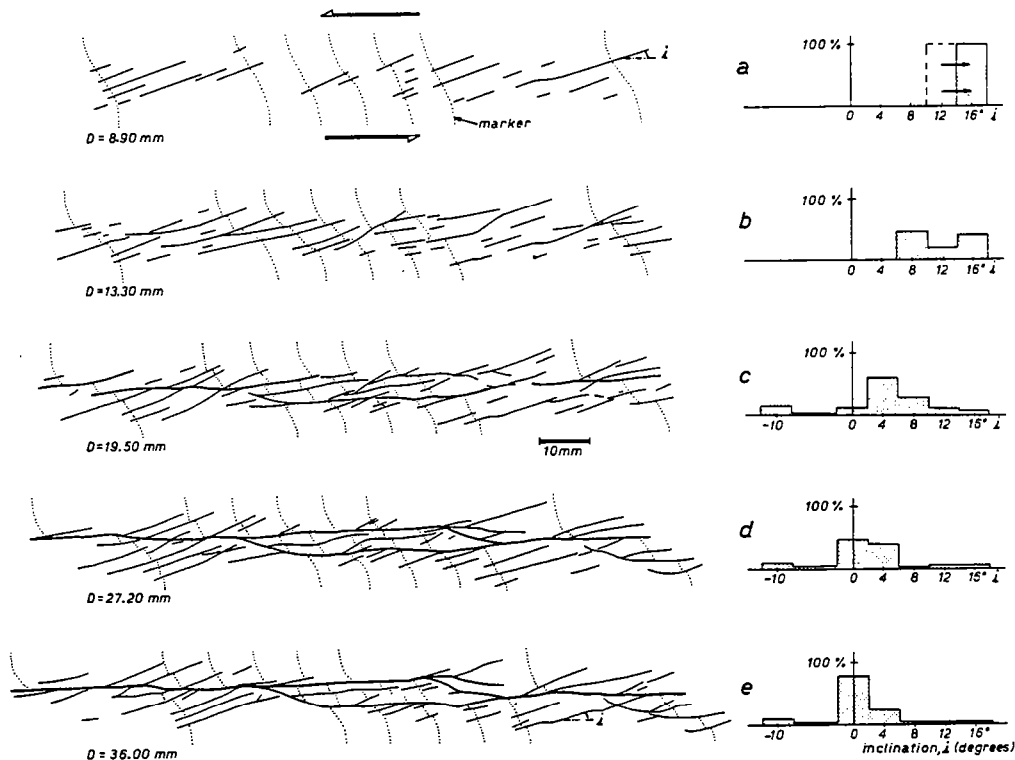 100 %
a
i
0 4 8 12 16° i
marker
D = 8.90 mm
100 %
b
0 4 8 12 16° i
D = 13.30 mm
100 %
c
-10 0 4 8 12 16° i
D = 19.50 mm
10mm
100 %
d
-10 0 4 8 12 16° i
D = 27.20 mm
100 %
e
i
-10 0 4 8 12 16°
D = 36.00 mm
inclination, i (degrees)